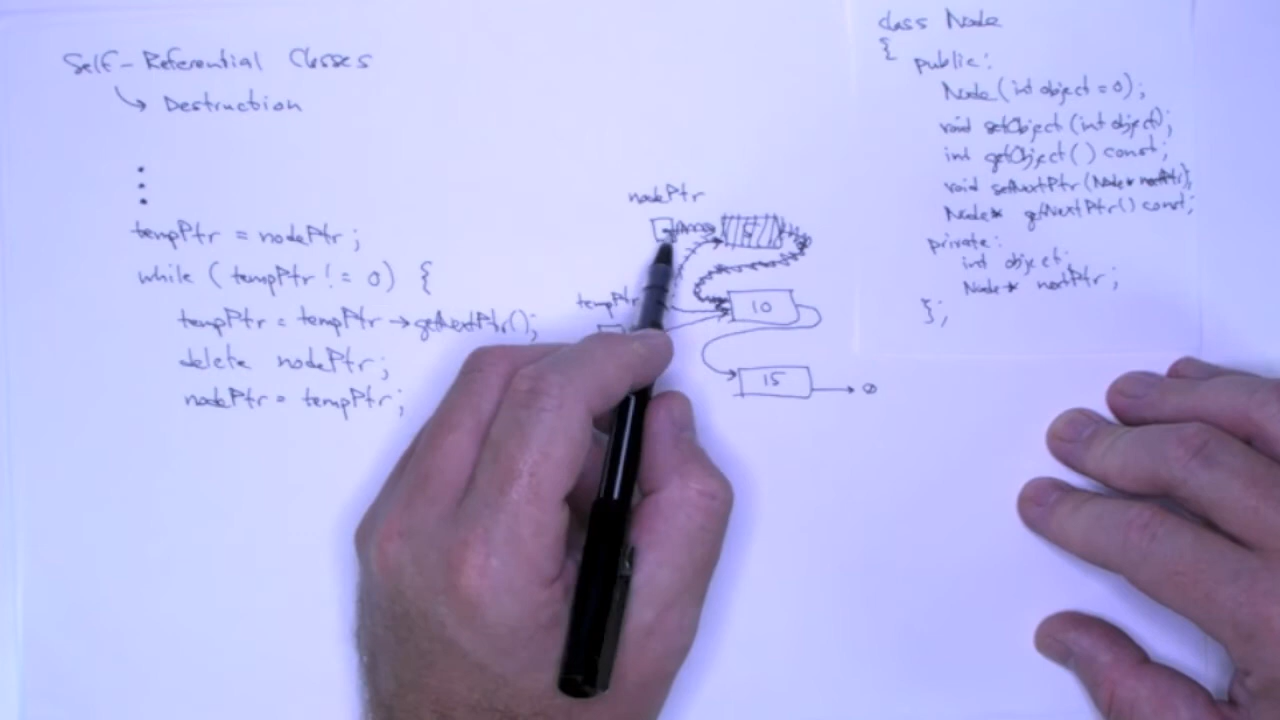 Self-Referential Classes
↳ Destruction
tempPtr = nodePtr;
while (tempPtr != 0) {
tempPtr = tempPtr→getNextPtr();
delete nodePtr;
nodePtr = tempPtr;
nodePtr
5
tempPtr
10
15 → ∅
class Node
{
public:
Node(int object = 0);
void setObject(int object);
int getObject() const;
void setNextPtr(Node* nextPtr);
Node* getNextPtr() const;
private:
int object;
Node* nextPtr;
};